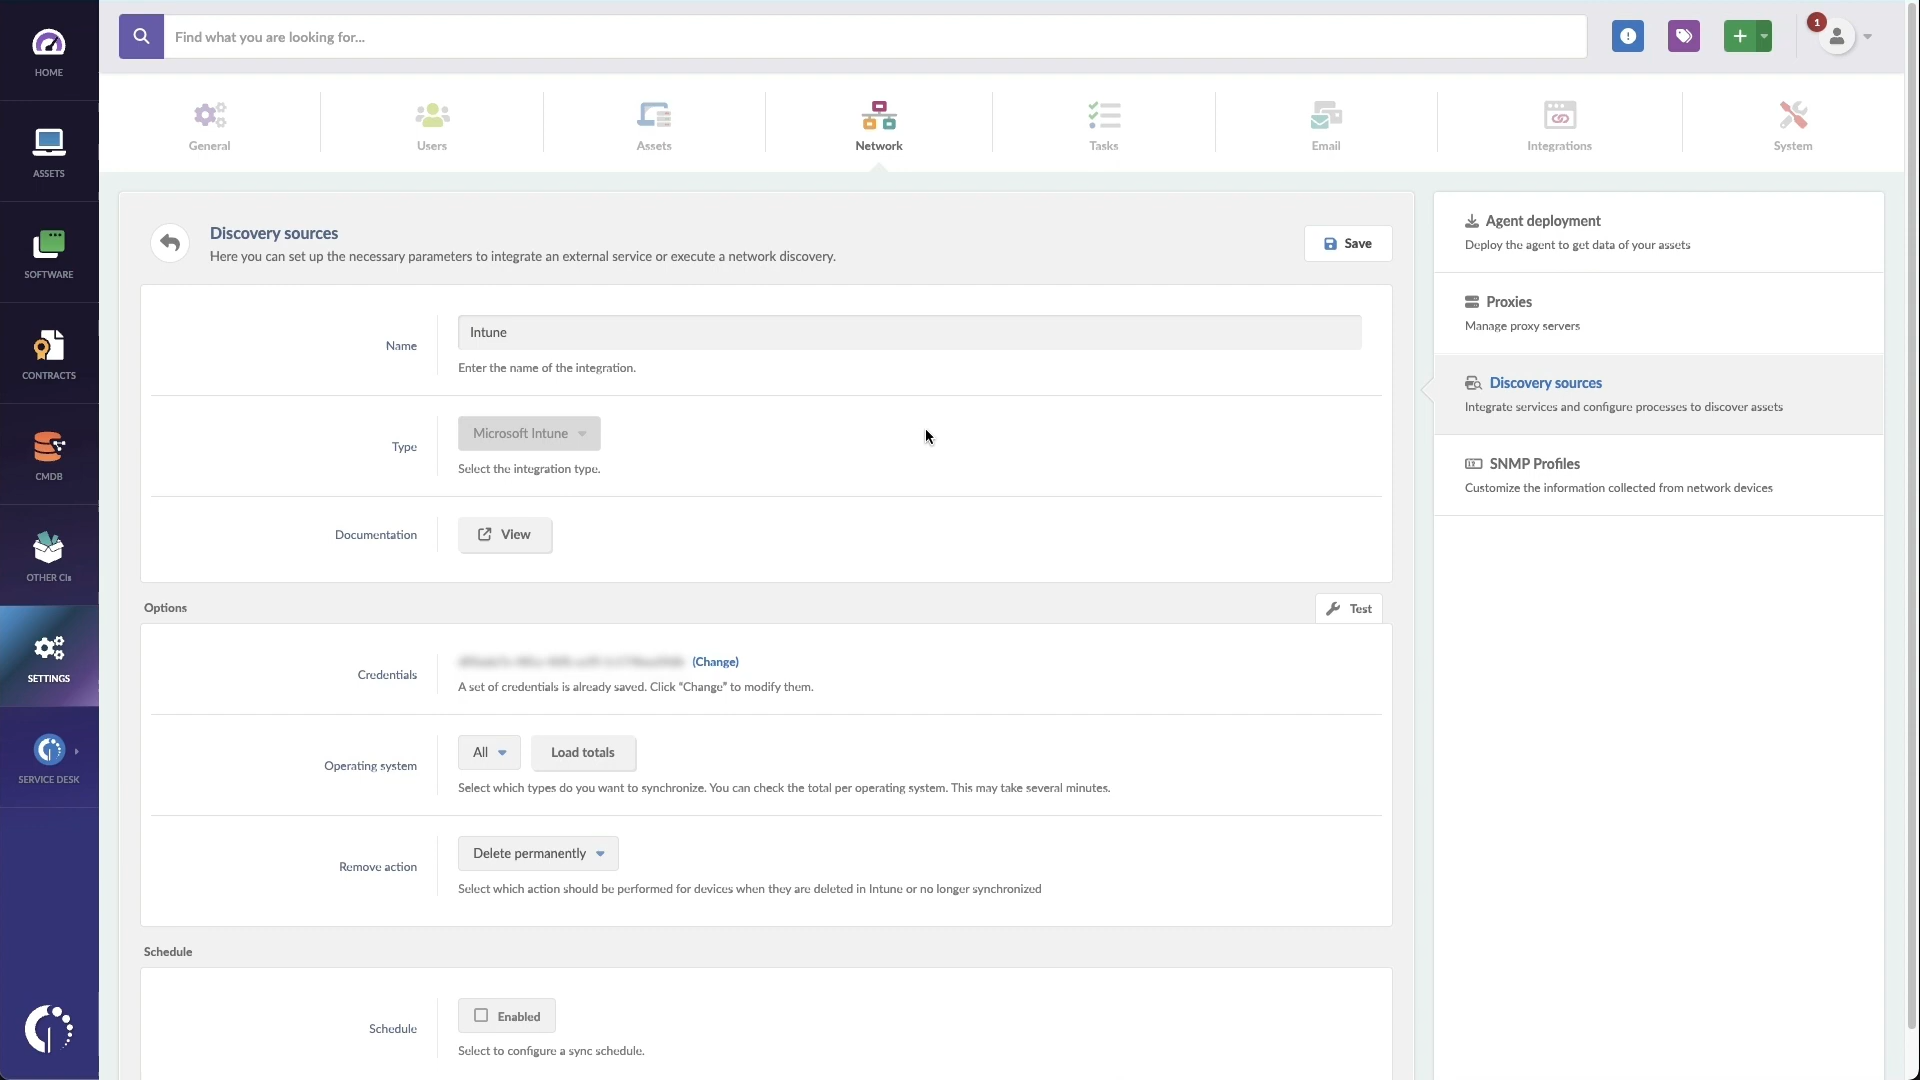 HOME
ASSETS
SOFTWARE
CONTRACTS
CMDB
OTHER CIs
SETTINGS
SERVICE DESK
Find what you are looking for...
1
General
Users
Assets
Network
Tasks
Email
Integrations
System
Discovery sources
Here you can set up the necessary parameters to integrate an external service or execute a network discovery.
Save
Name
Intune
Enter the name of the integration.
Type
Microsoft Intune
Select the integration type.
Documentation
View
Options
Test
Credentials
(Change)
A set of credentials is already saved. Click “Change” to modify them.
Operating system
All
Load totals
Select which types do you want to synchronize. You can check the total per operating system. This may take several minutes.
Remove action
Delete permanently
Select which action should be performed for devices when they are deleted in Intune or no longer synchronized
Schedule
Schedule
Enabled
Select to configure a sync schedule.
Agent deployment
Deploy the agent to get data of your assets
Proxies
Manage proxy servers
Discovery sources
Integrate services and configure processes to discover assets
SNMP Profiles
Customize the information collected from network devices